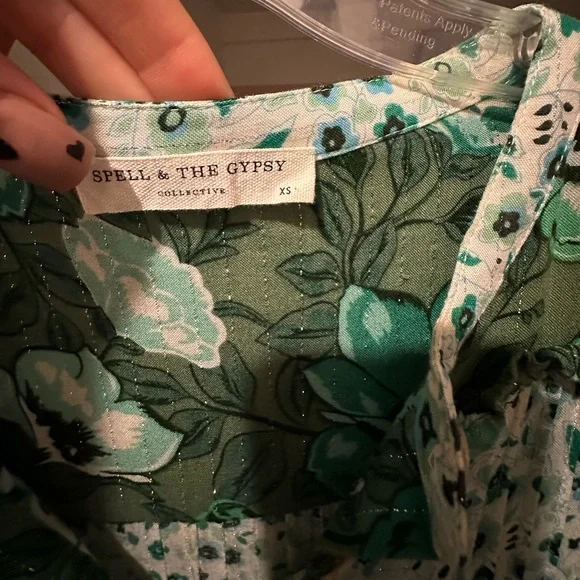 Patents Apply
&Pending
SPELL & THE GYPSY
COLLECTIVE XS